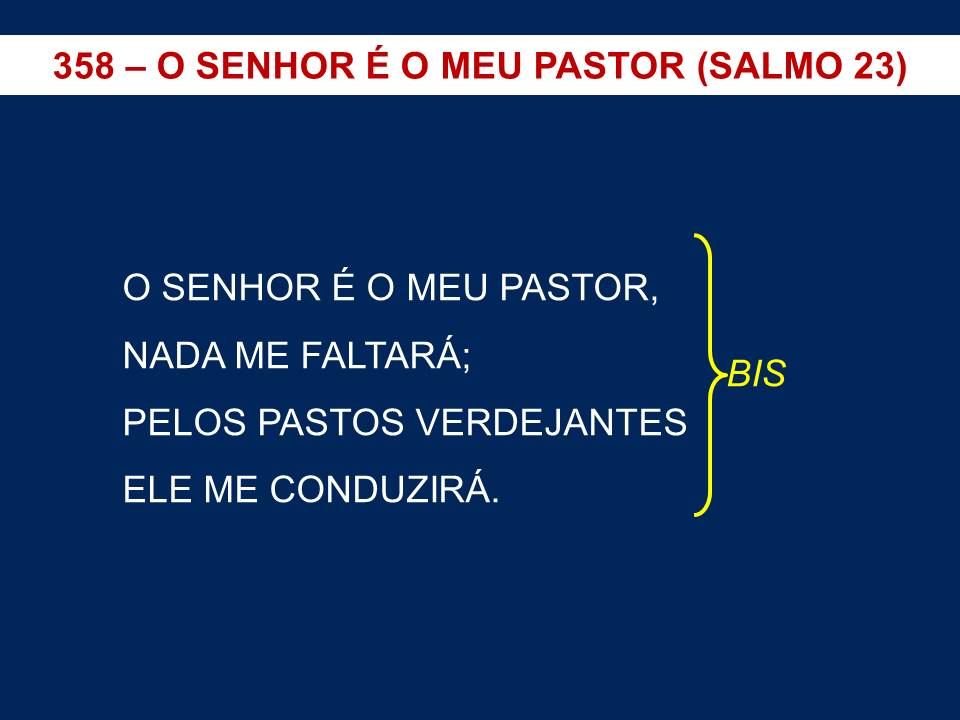 358 – O SENHOR É O MEU PASTOR (SALMO 23)
O SENHOR É O MEU PASTOR,
NADA ME FALTARÁ;
PELOS PASTOS VERDEJANTES
ELE ME CONDUZIRÁ.
BIS